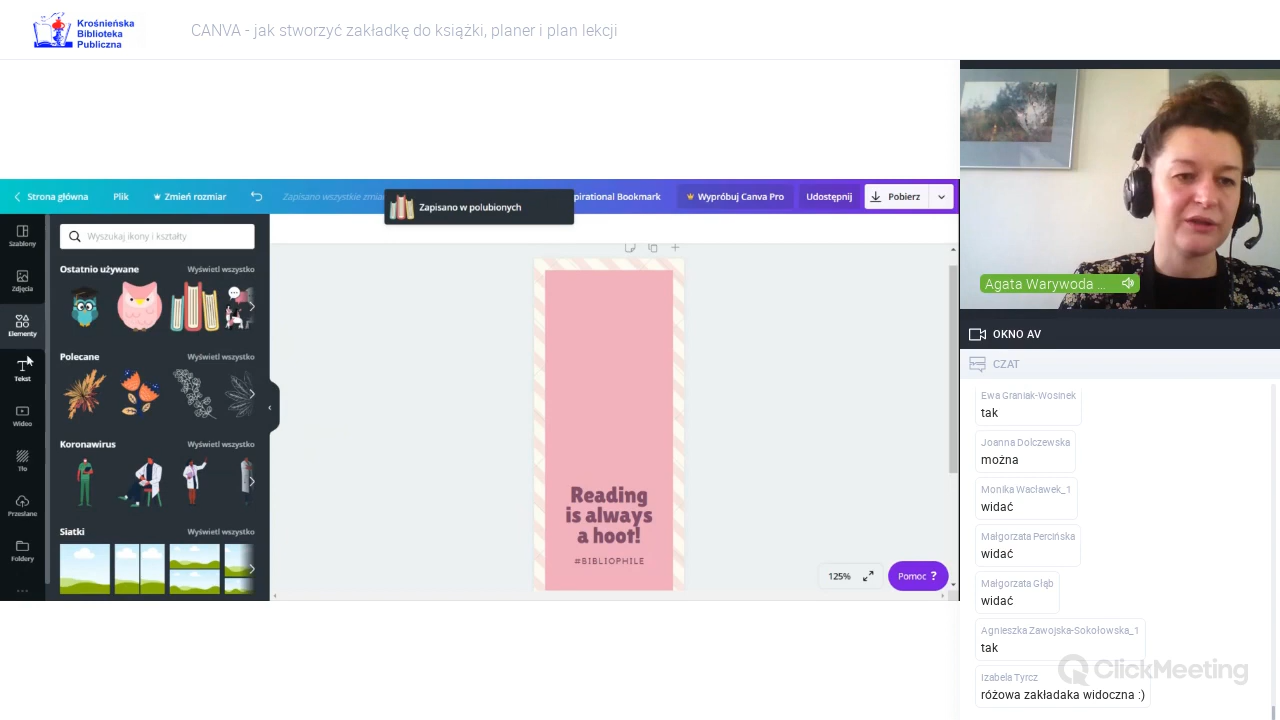 Krośnieńska
Biblioteka
Publiczna
CANVA - jak stworzyć zakładkę do książki, planer i plan lekcji
Strona główna
Plik
Zmień rozmiar
Zapisano wszystkie
Zapisano w polubionych
pirational Bookmark
Wypróbuj Canva Pro
Udostępnij
Pobierz
Szablony
Zdjęcia
Elementy
Tekst
Wideo
Tło
Przesłane
Foldery
Wyszukaj ikony i kształty
Ostatnio używane
Wyświetl wszystko
Polecane
Wyświetl wszystko
Koronawirus
Wyświetl wszystko
Siatki
Wyświetl wszystko
Reading
is always
a hoot!
#BIBLIOPHILE
125%
Pomoc ?
Agata Warywoda ...
OKNO AV
CZAT
Ewa Graniak-Wosinek
tak
Joanna Dolczewska
można
Monika Wacławek_1
widać
Małgorzata Percińska
widać
Małgorzata Głąb
widać
Agnieszka Zawojska-Sokołowska_1
tak
Izabela Tyrcz
różowa zakładaka widoczna :)
ClickMeeting